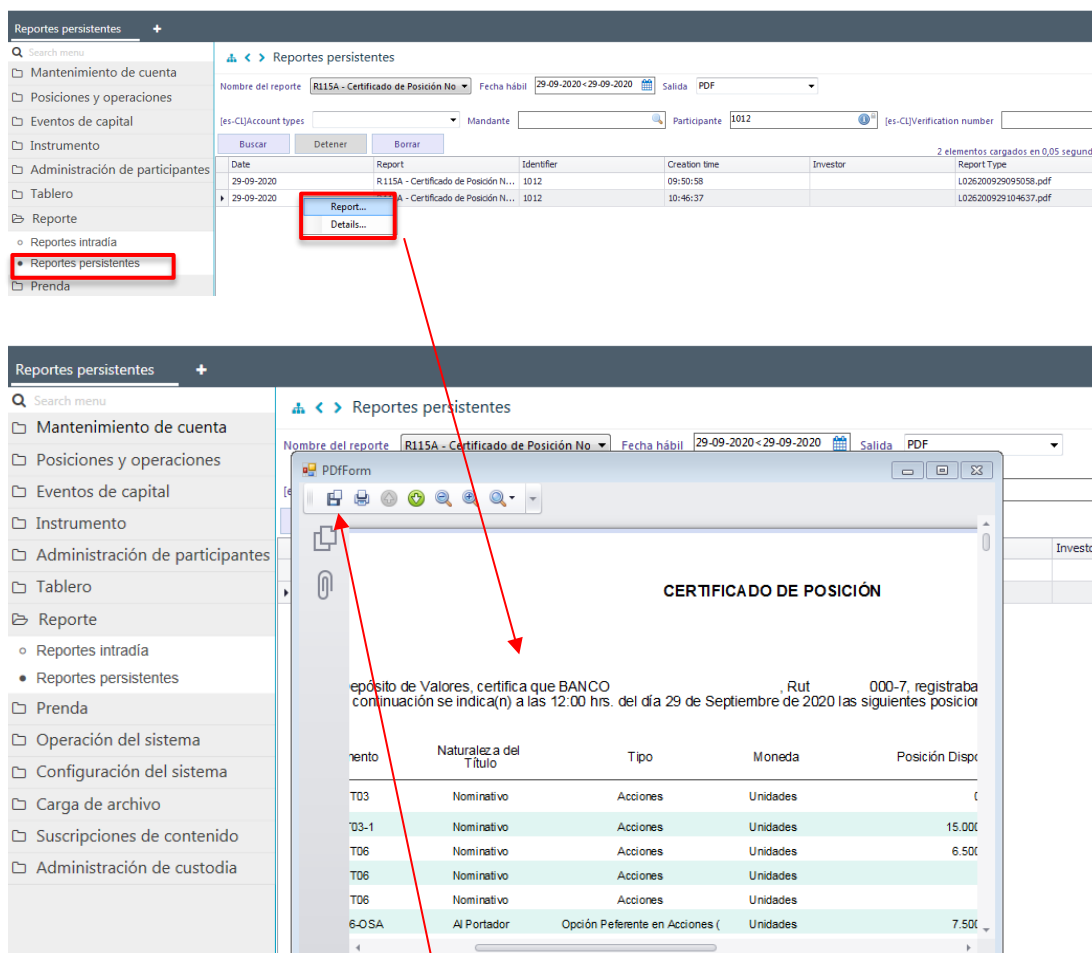 Reportes persistentes +
Search menu
Reportes persistentes
Mantenimiento de cuenta
Posiciones y operaciones
Eventos de capital
Instrumento
Administración de participantes
Tablero
Reporte
Reportes intradía
Reportes persistentes
Prenda
Nombre del reporte R115A - Certificado de Posición No Fecha hábil 29-09-2020<29-09-2020 Salida PDF
[es-CL]Account types Mandante Participante 1012 [es-CL]Verification number
Buscar Detener Borrar
2 elementos cargados en 0,05 segund
Date Report Identifier Creation time Investor Report Type
29-09-2020 R115A - Certificado de Posición N... 1012 09:50:58 L026200929095058.pdf
29-09-2020 A - Certificado de Posición N... 1012 10:46:37 L026200929104637.pdf
Report...
Details...
Reportes persistentes +
Search menu
Reportes persistentes
Mantenimiento de cuenta
Posiciones y operaciones
Eventos de capital
Instrumento
Administración de participantes
Tablero
Reporte
Reportes intradía
Reportes persistentes
Prenda
Operación del sistema
Configuración del sistema
Carga de archivo
Suscripciones de contenido
Administración de custodia
Nombre del reporte R115A - Certificado de Posición No Fecha hábil 29-09-2020<29-09-2020 Salida PDF
[e
Investo
PDfForm
CERTIFICADO DE POSICIÓN
epósito de Valores, certifica que BANCO , Rut 000-7, registraba
continuación se indica(n) a las 12:00 hrs. del día 29 de Septiembre de 2020 las siguientes posicion
mento Naturaleza del Título Tipo Moneda Posición Dispo
T03 Nominativo Acciones Unidades 0
T03-1 Nominativo Acciones Unidades 15.000
T06 Nominativo Acciones Unidades 6.500
T06 Nominativo Acciones Unidades
T06 Nominativo Acciones Unidades
6-OSA Al Portador Opción Peferente en Acciones ( Unidades 7.500